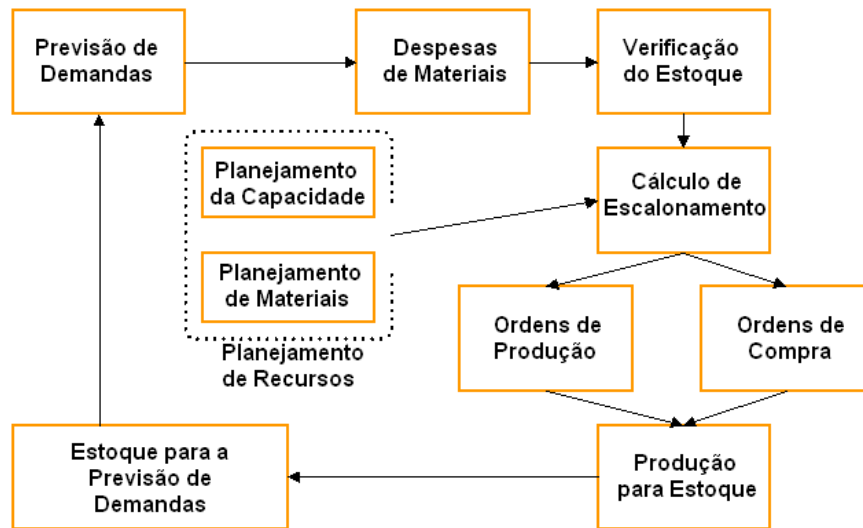 Previsão de
Demandas
Despesas
de Materiais
Verificação
do Estoque
Planejamento
da Capacidade
Cálculo de
Escalonamento
Planejamento
de Materiais
Planejamento
de Recursos
Ordens de
Produção
Ordens de
Compra
Estoque para a
Previsão de
Demandas
Produção
para Estoque